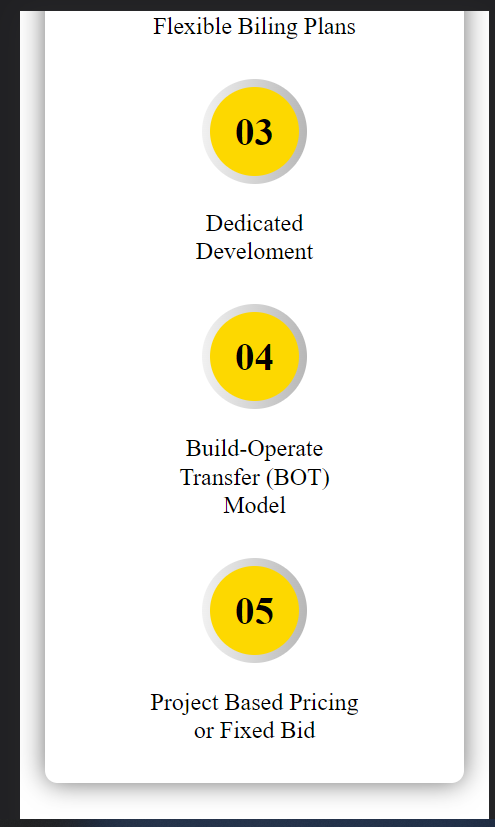 Flexible Biling Plans
03
Dedicated
Develoment
04
Build-Operate
Transfer (BOT)
Model
05
Project Based Pricing
or Fixed Bid